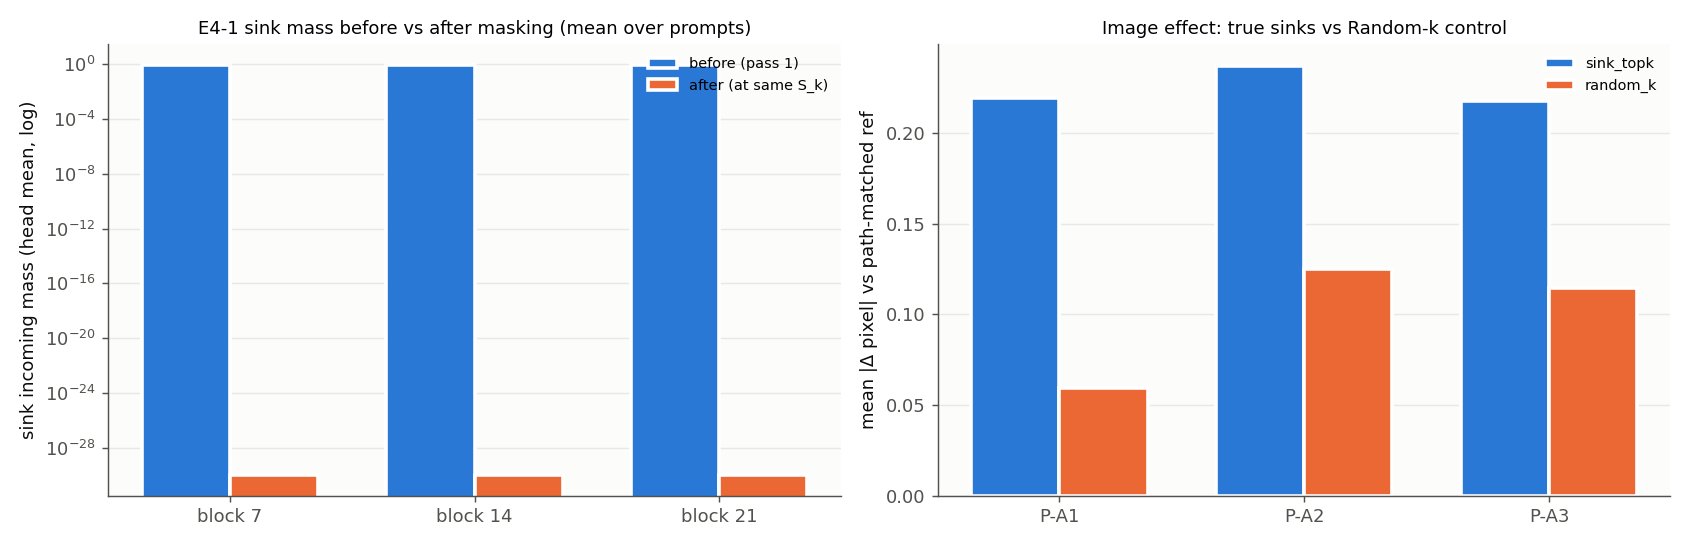 E4-1 sink mass before vs after masking (mean over prompts)
sink incoming mass (head mean, log)
10⁰
10⁻⁴
10⁻⁸
10⁻¹²
10⁻¹⁶
10⁻²⁰
10⁻²⁴
10⁻²⁸
before (pass 1)
after (at same S_k)
block 7
block 14
block 21
Image effect: true sinks vs Random-k control
mean |Δ pixel| vs path-matched ref
0.20
0.15
0.10
0.05
0.00
sink_topk
random_k
P-A1
P-A2
P-A3